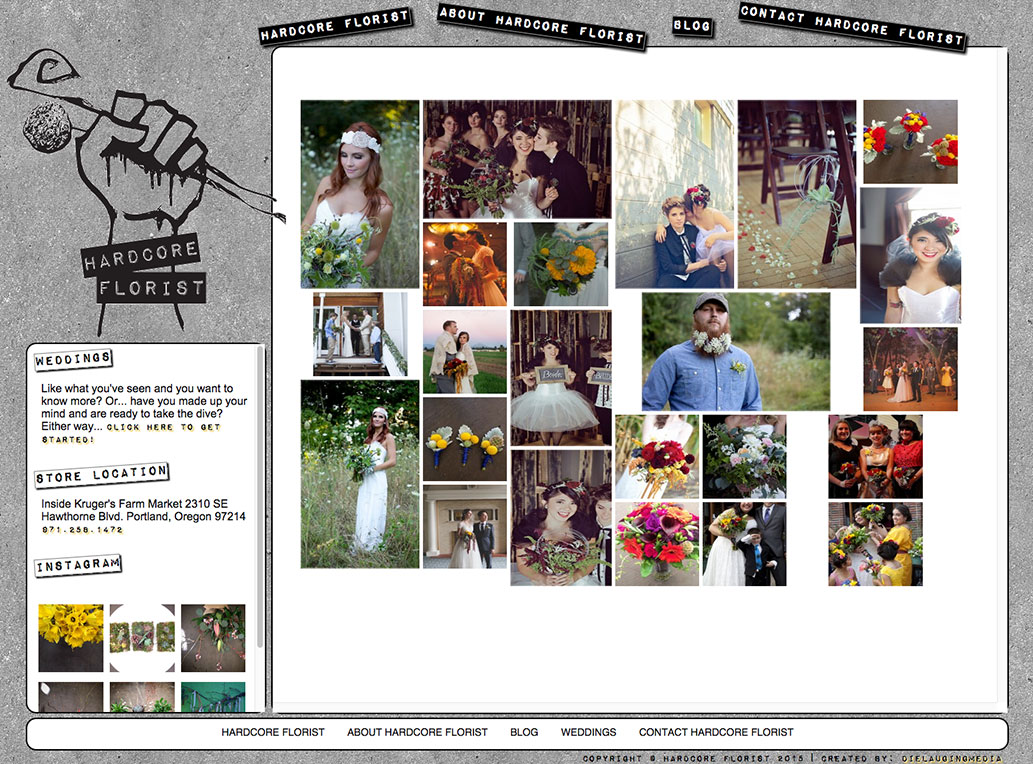 HARDCORE FLORIST
ABOUT HARDCORE FLORIST
BLOG
CONTACT HARDCORE FLORIST
HARDCORE
FLORIST
WEDDINGS
Like what you've seen and you want to
know more? Or... have you made up your
mind and are ready to take the dive?
Either way... CLICK HERE TO GET
STARTED!
STORE LOCATION
Inside Kruger's Farm Market 2310 SE
Hawthorne Blvd. Portland, Oregon 97214
971.258.1472
INSTAGRAM
Bride
HARDCORE FLORIST
ABOUT HARDCORE FLORIST
BLOG
WEDDINGS
CONTACT HARDCORE FLORIST
COPYRIGHT © HARDCORE FLORIST 2015 | CREATED BY: DIELAUGINGMEDIA